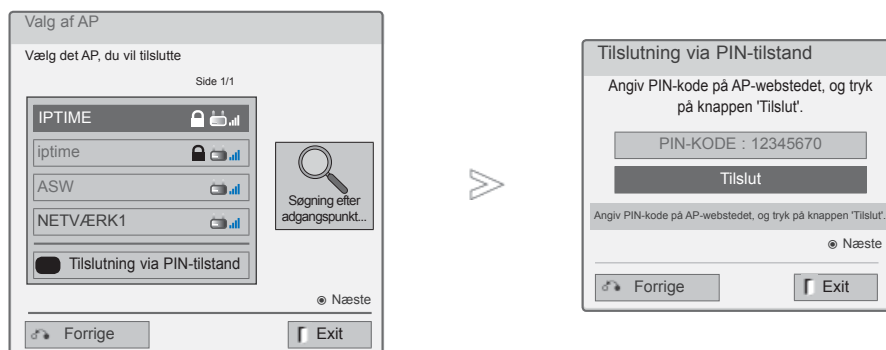 Valg af AP
Vælg det AP, du vil tilslutte
Side 1/1
IPTIME
iptime
ASW
NETVÆRK1
Tilslutning via PIN-tilstand
Søgning efter
adgangspunkt...
Næste
Forrige
Exit
Tilslutning via PIN-tilstand
Angiv PIN-kode på AP-webstedet, og tryk
på knappen 'Tilslut'.
PIN-KODE : 12345670
Tilslut
Angiv PIN-kode på AP-webstedet, og tryk på knappen 'Tilslut'.
Næste
Forrige
Exit